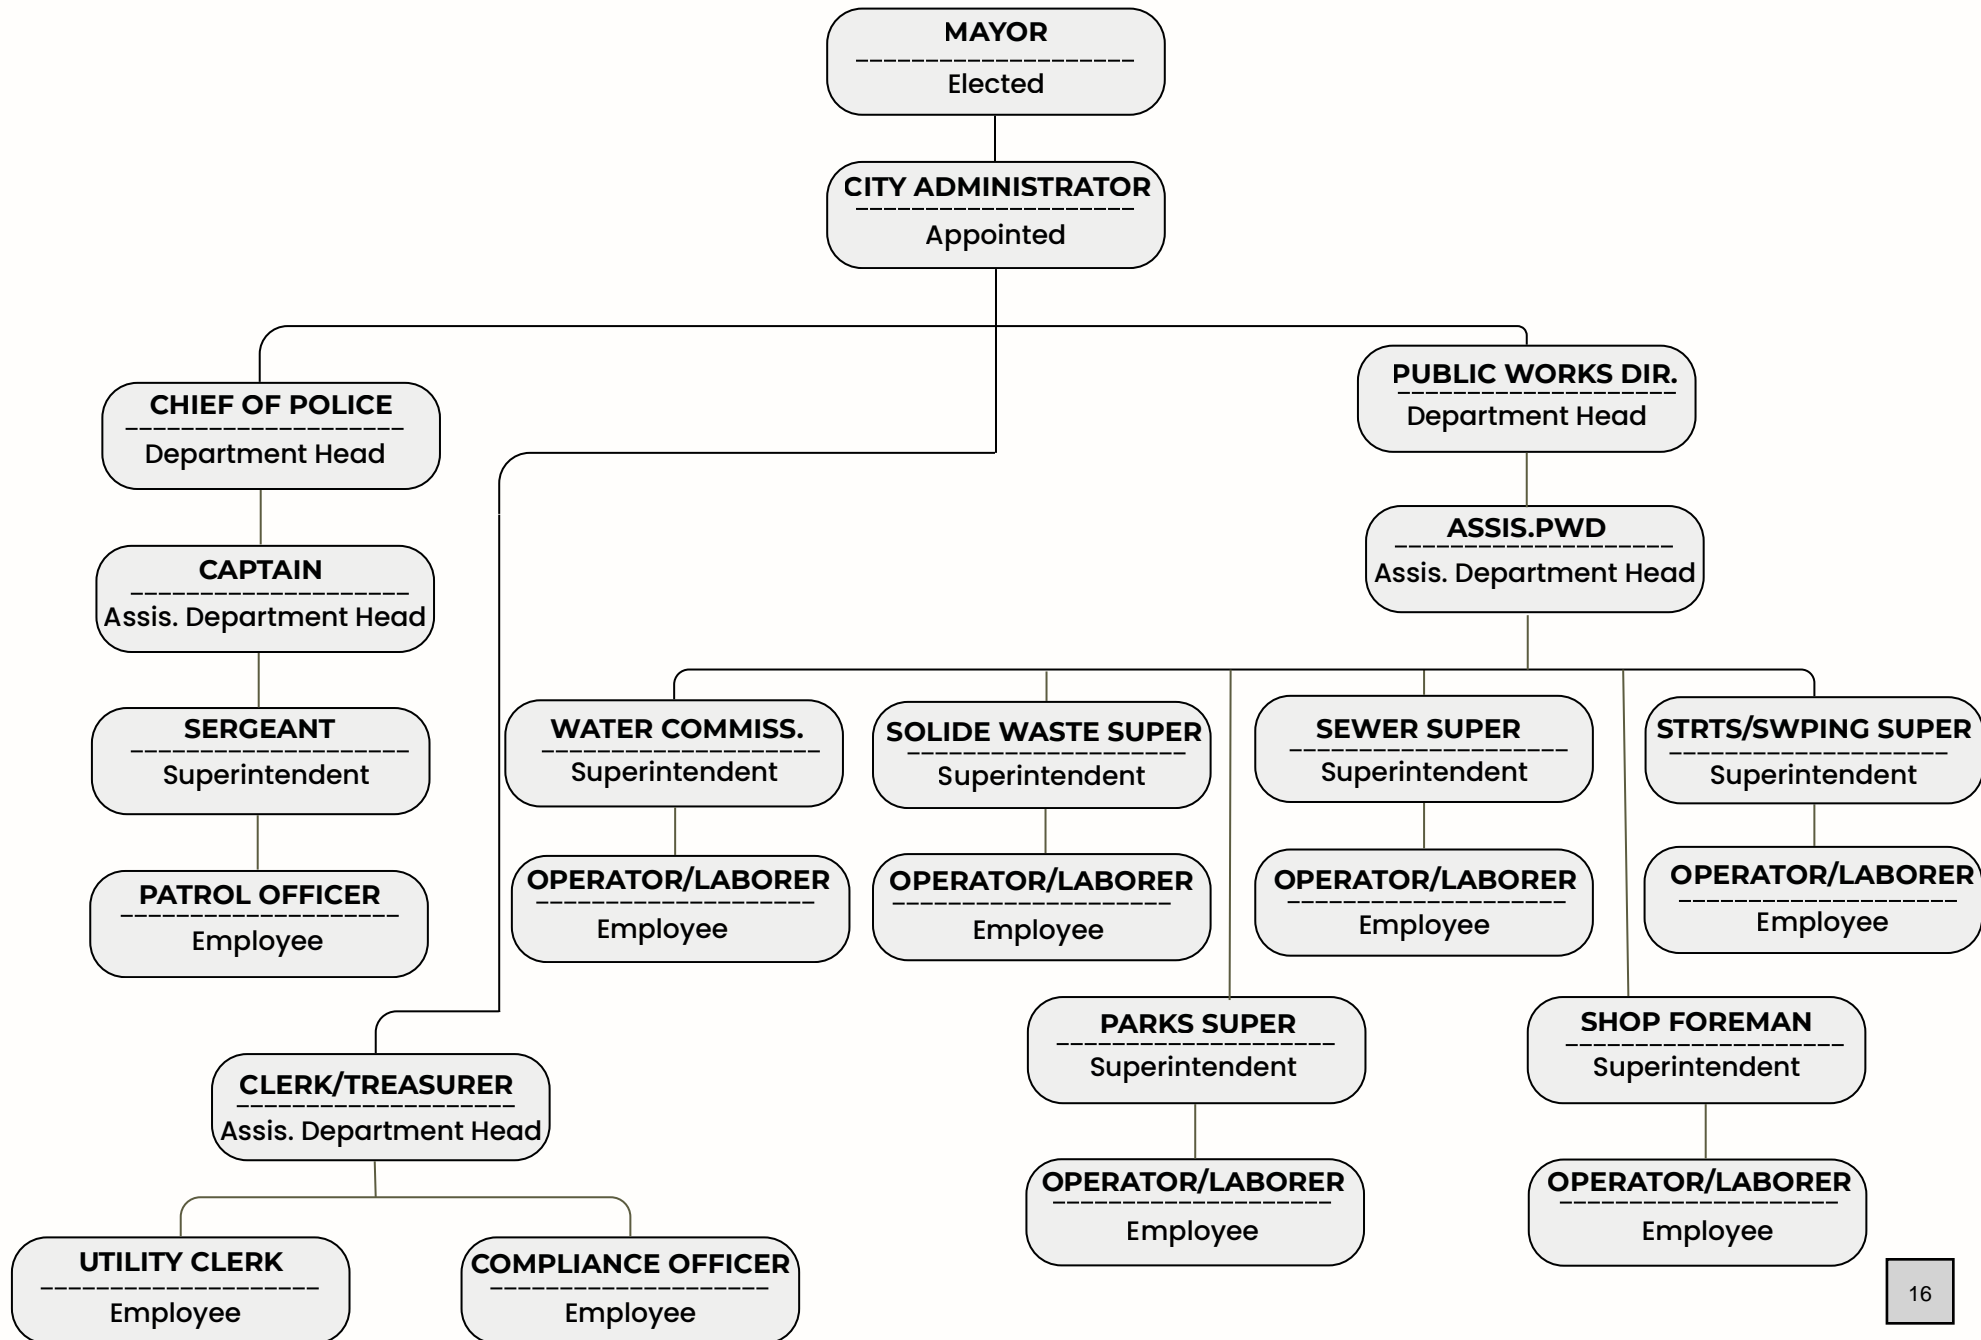 MAYOR
Elected
CITY ADMINISTRATOR
Appointed
CHIEF OF POLICE
Department Head
PUBLIC WORKS DIR.
Department Head
CAPTAIN
Assis. Department Head
ASSIS.PWD
Assis. Department Head
SERGEANT
Superintendent
WATER COMMISS.
Superintendent
SOLIDE WASTE SUPER
Superintendent
SEWER SUPER
Superintendent
STRTS/SWPING SUPER
Superintendent
PATROL OFFICER
Employee
OPERATOR/LABORER
Employee
OPERATOR/LABORER
Employee
OPERATOR/LABORER
Employee
OPERATOR/LABORER
Employee
PARKS SUPER
Superintendent
SHOP FOREMAN
Superintendent
CLERK/TREASURER
Assis. Department Head
OPERATOR/LABORER
Employee
OPERATOR/LABORER
Employee
UTILITY CLERK
Employee
COMPLIANCE OFFICER
Employee
16